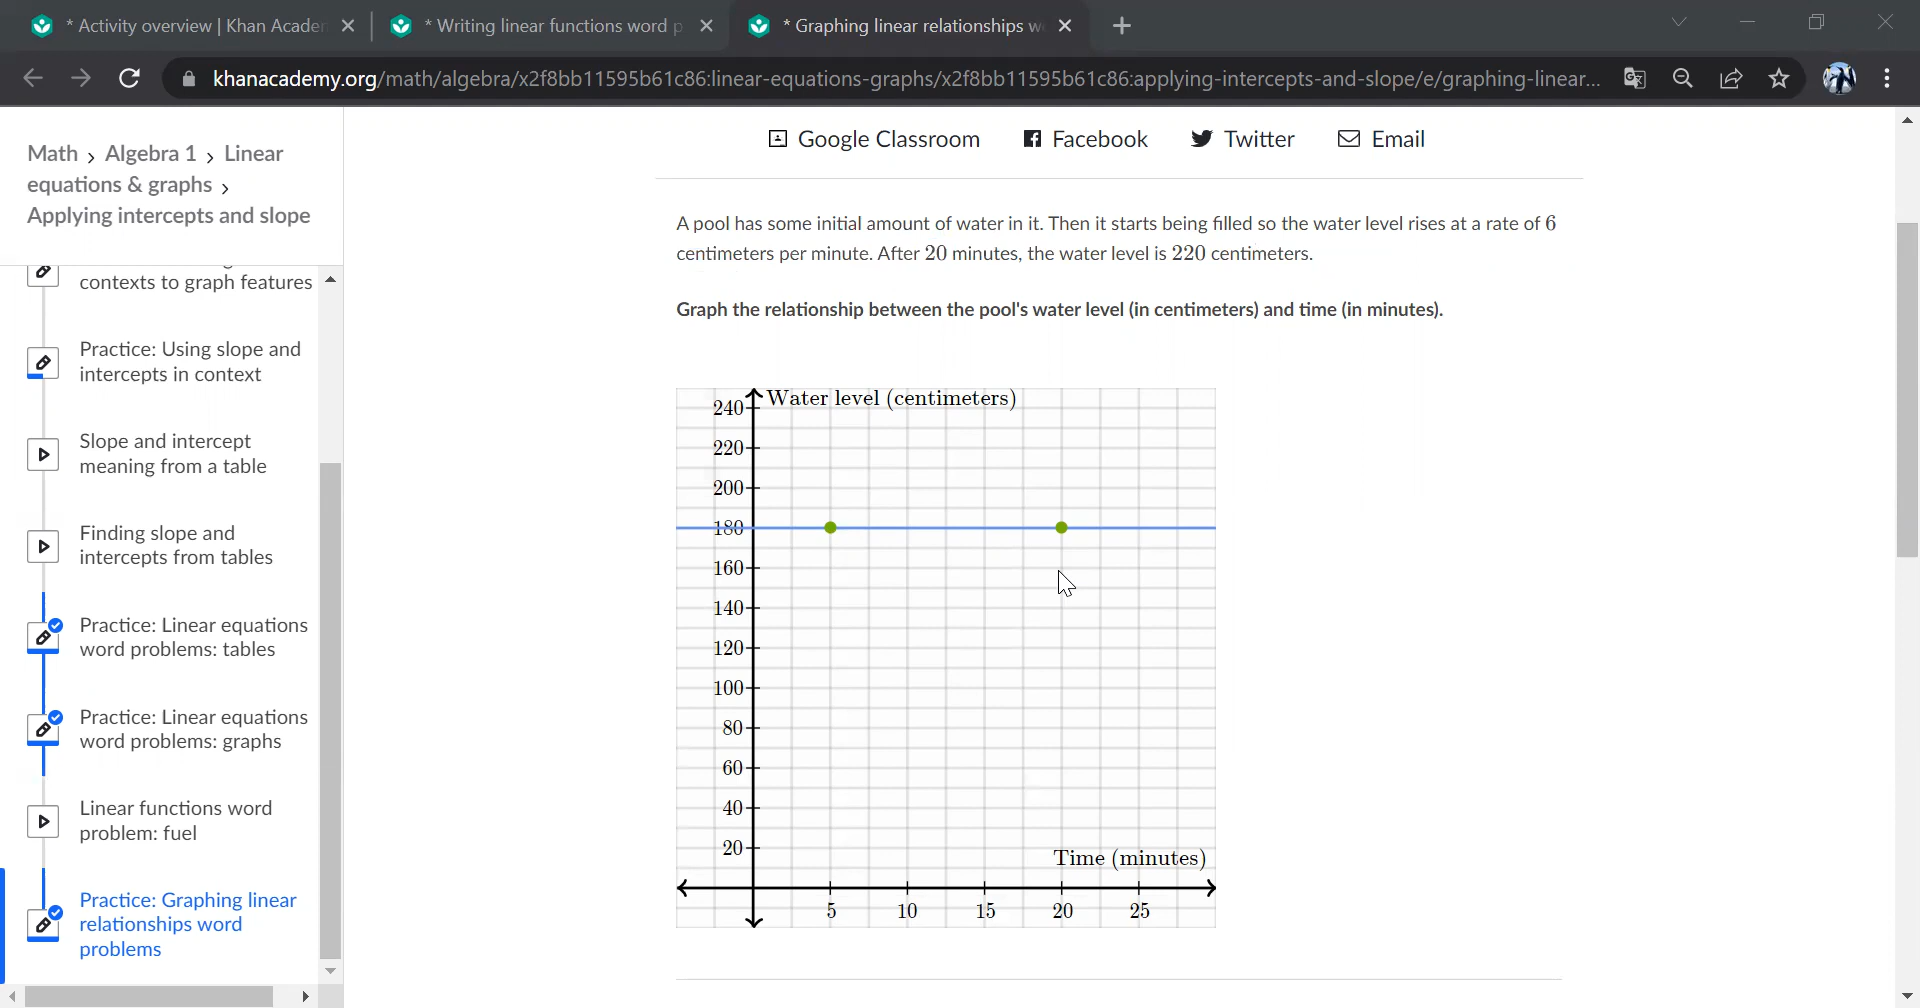 * Activity overview | Khan Academ
* Writing linear functions word p
* Graphing linear relationships wo
khanacademy.org/math/algebra/x2f8bb11595b61c86:linear-equations-graphs/x2f8bb11595b61c86:applying-intercepts-and-slope/e/graphing-linear...
Math > Algebra 1 > Linear
equations & graphs >
Applying intercepts and slope
contexts to graph features
Practice: Using slope and
intercepts in context
Slope and intercept
meaning from a table
Finding slope and
intercepts from tables
Practice: Linear equations
word problems: tables
Practice: Linear equations
word problems: graphs
Linear functions word
problem: fuel
Practice: Graphing linear
relationships word
problems
Google Classroom Facebook Twitter Email
A pool has some initial amount of water in it. Then it starts being filled so the water level rises at a rate of 6
centimeters per minute. After 20 minutes, the water level is 220 centimeters.
Graph the relationship between the pool's water level (in centimeters) and time (in minutes).
Water level (centimeters)
240
220
200
180
160
140
120
100
80
60
40
20
Time (minutes)
5 10 15 20 25